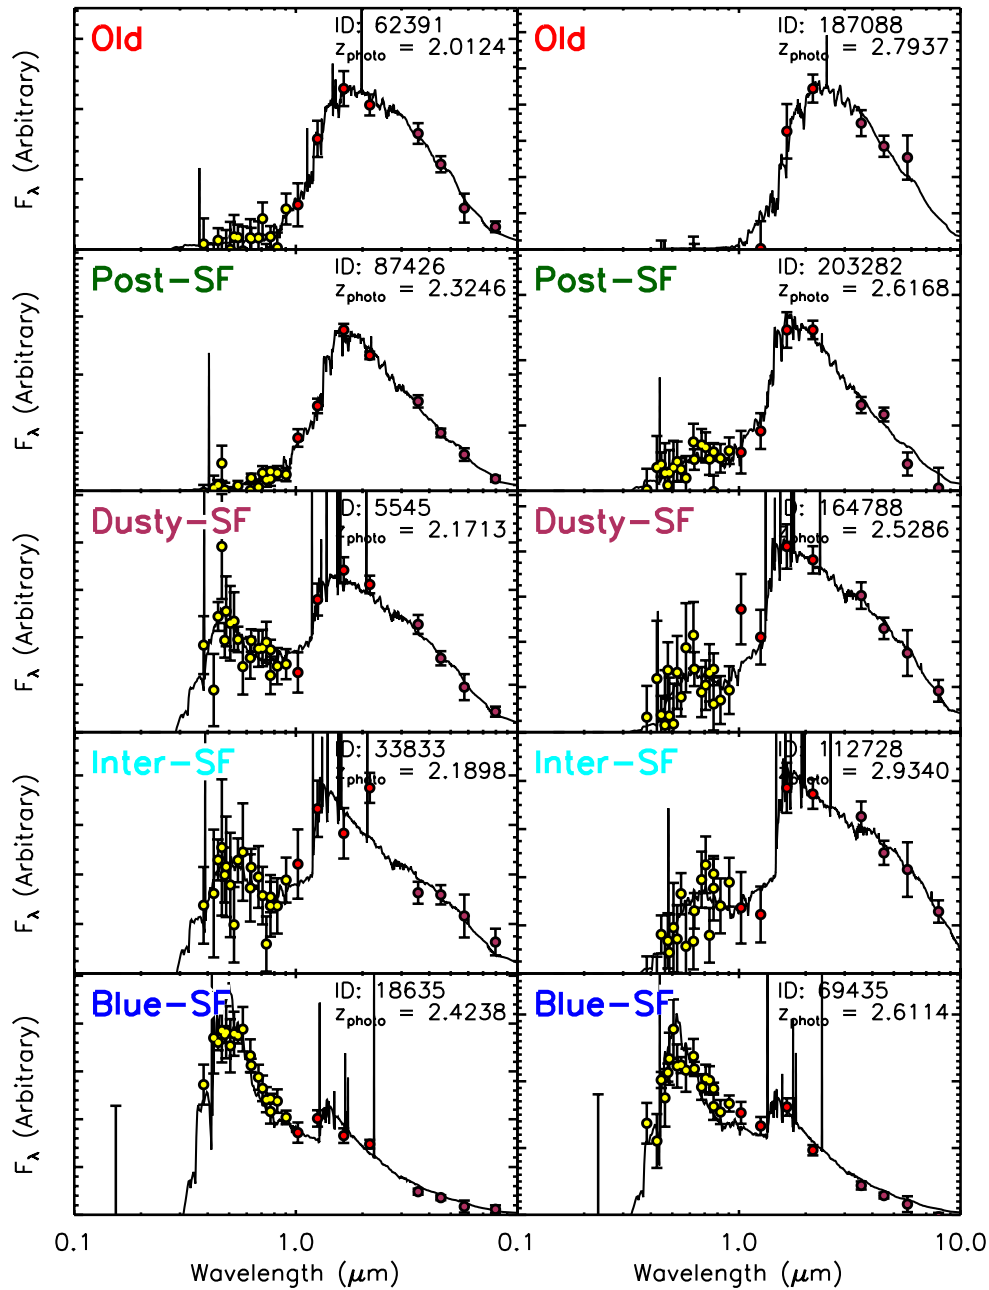 Old
ID: 62391
z_photo = 2.0124
Old
ID: 187088
z_photo = 2.7937
F_λ (Arbitrary)
Post-SF
ID: 87426
z_photo = 2.3246
Post-SF
ID: 203282
z_photo = 2.6168
F_λ (Arbitrary)
Dusty-SF
ID: 5545
z_photo = 2.1713
Dusty-SF
ID: 164788
z_photo = 2.5286
F_λ (Arbitrary)
Inter-SF
ID: 33833
z_photo = 2.1898
Inter-SF
ID: 112728
z_photo = 2.9340
F_λ (Arbitrary)
Blue-SF
ID: 18635
z_photo = 2.4238
Blue-SF
ID: 69435
z_photo = 2.6114
F_λ (Arbitrary)
0.1 1.0 0.1 1.0 10.0
Wavelength (μm) Wavelength (μm)